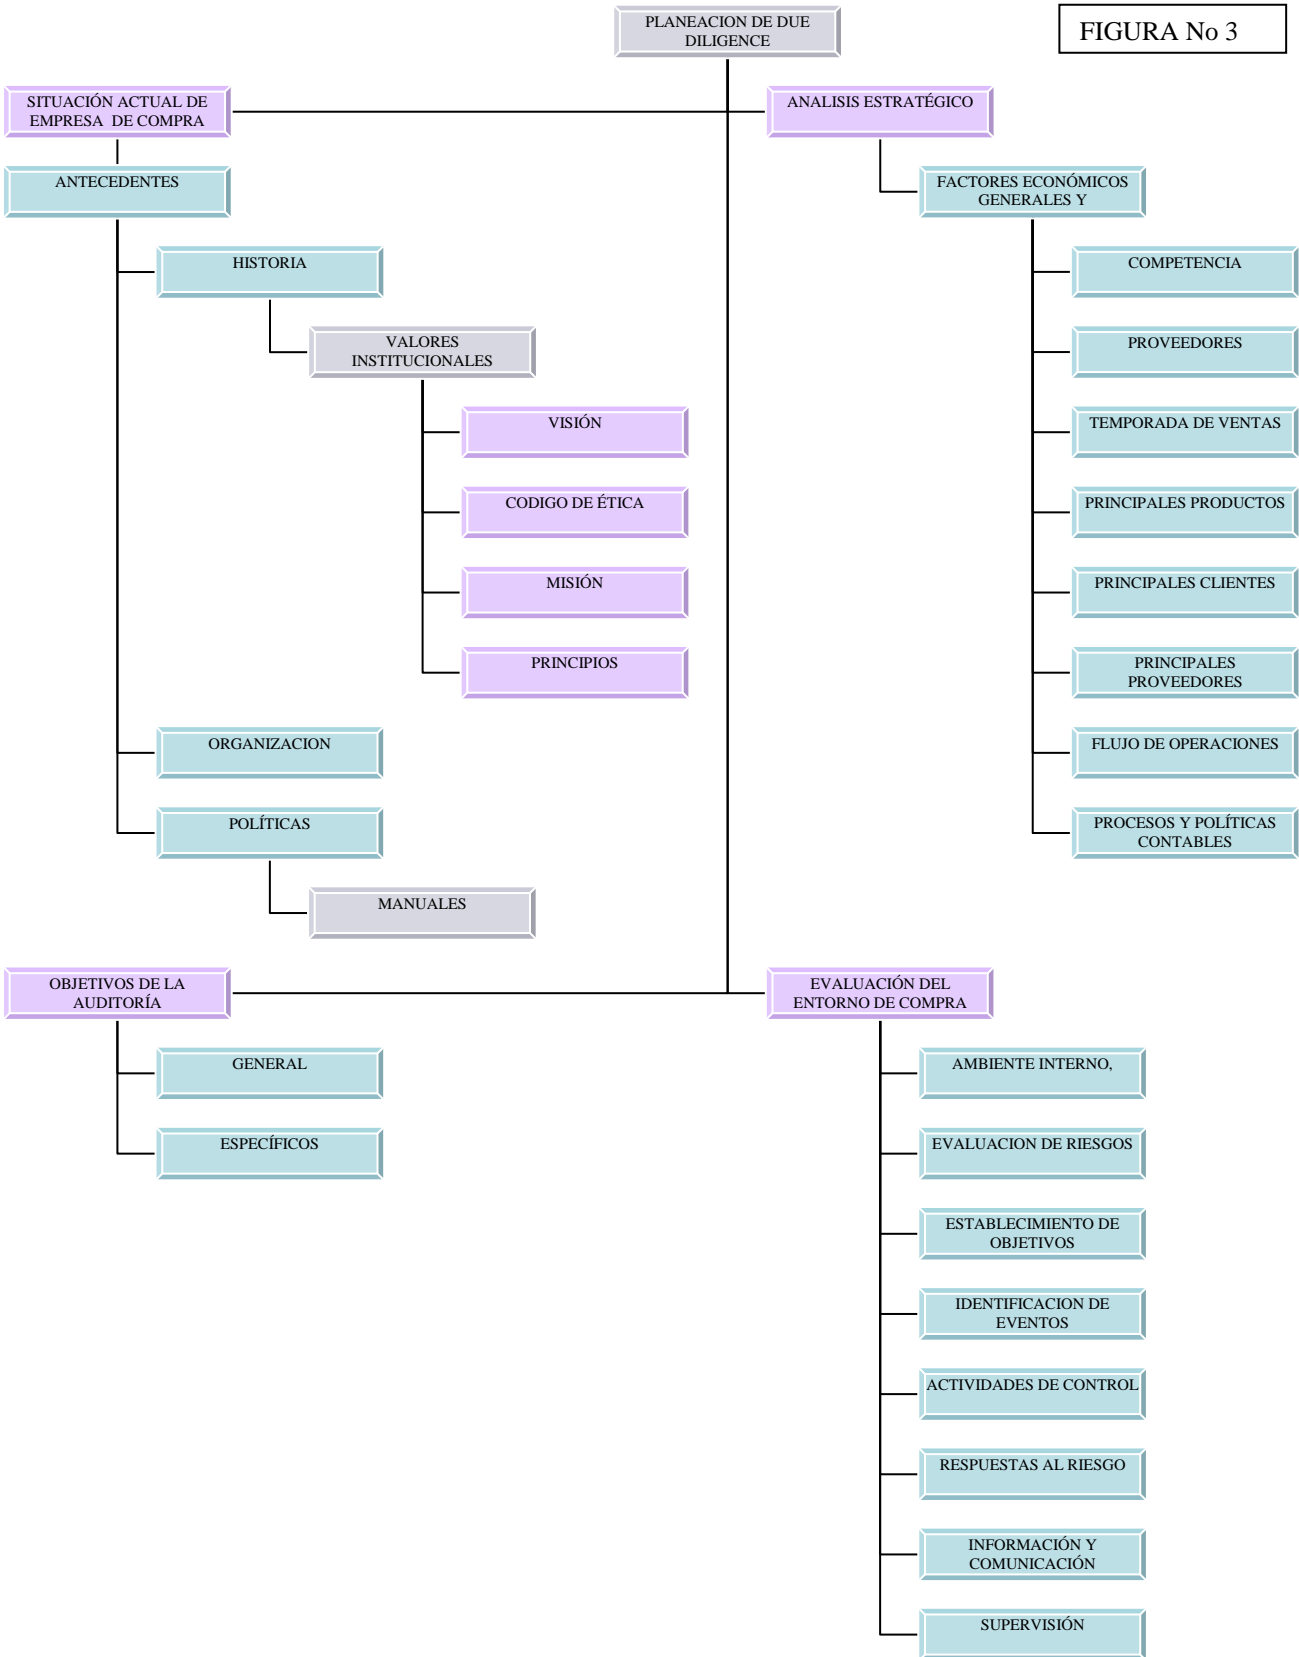 PLANEACION DE DUE
DILIGENCE
FIGURA No 3
SITUACIÓN ACTUAL DE
EMPRESA DE COMPRA
ANALISIS ESTRATÉGICO
ANTECEDENTES
FACTORES ECONÓMICOS
GENERALES Y
HISTORIA
COMPETENCIA
VALORES
INSTITUCIONALES
PROVEEDORES
VISIÓN
TEMPORADA DE VENTAS
CODIGO DE ÉTICA
PRINCIPALES PRODUCTOS
MISIÓN
PRINCIPALES CLIENTES
PRINCIPIOS
PRINCIPALES
PROVEEDORES
ORGANIZACION
FLUJO DE OPERACIONES
POLÍTICAS
PROCESOS Y POLÍTICAS
CONTABLES
MANUALES
OBJETIVOS DE LA
AUDITORÍA
EVALUACIÓN DEL
ENTORNO DE COMPRA
GENERAL
AMBIENTE INTERNO,
ESPECÍFICOS
EVALUACION DE RIESGOS
ESTABLECIMIENTO DE
OBJETIVOS
IDENTIFICACION DE
EVENTOS
ACTIVIDADES DE CONTROL
RESPUESTAS AL RIESGO
INFORMACIÓN Y
COMUNICACIÓN
SUPERVISIÓN